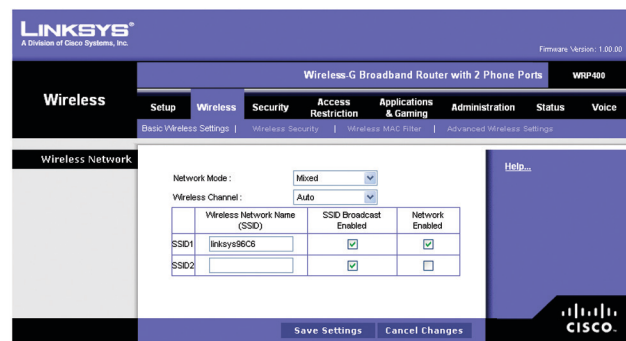 LINKSYS®
A Division of Cisco Systems, Inc.
Firmware Version: 1.00.00
Wireless-G Broadband Router with 2 Phone Ports WRP400
Wireless
Setup Wireless Security Access Restriction Applications & Gaming Administration Status Voice
Basic Wireless Settings | Wireless Security | Wireless MAC Filter | Advanced Wireless Settings
Wireless Network
Help...
Network Mode : Mixed
Wireless Channel : Auto
Wireless Network Name (SSID) SSID Broadcast Enabled Network Enabled
SSID1 linksys96C6
SSID2
Save Settings Cancel Changes
CISCO.